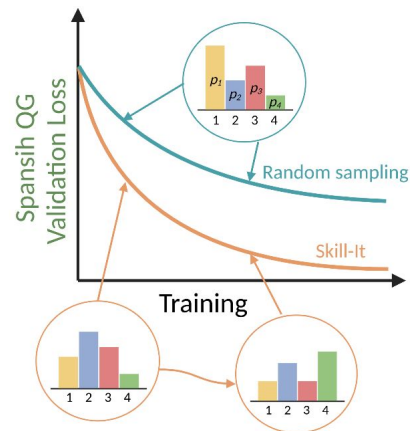 Spansih QG
Validation Loss
p1
p2
p3
p4
1 2 3 4
Random sampling
Skill-It
Training
1 2 3 4
1 2 3 4